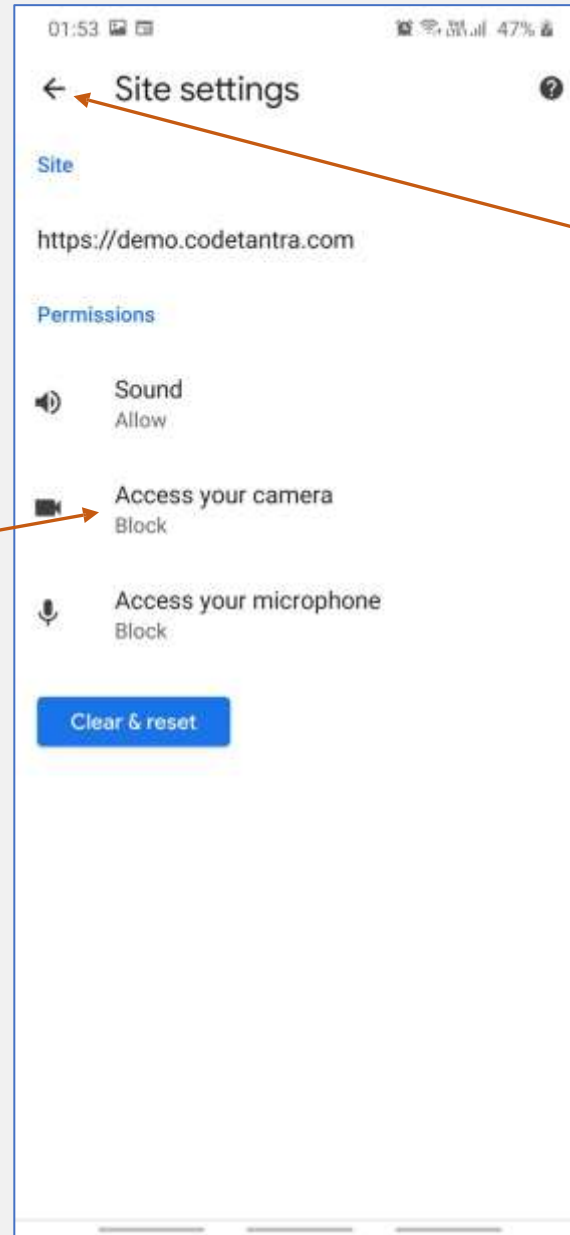 01:53 47%
Site settings
Site
https://demo.codetantra.com
Permissions
Sound
Allow
Access your camera
Block
Access your microphone
Block
Clear & reset